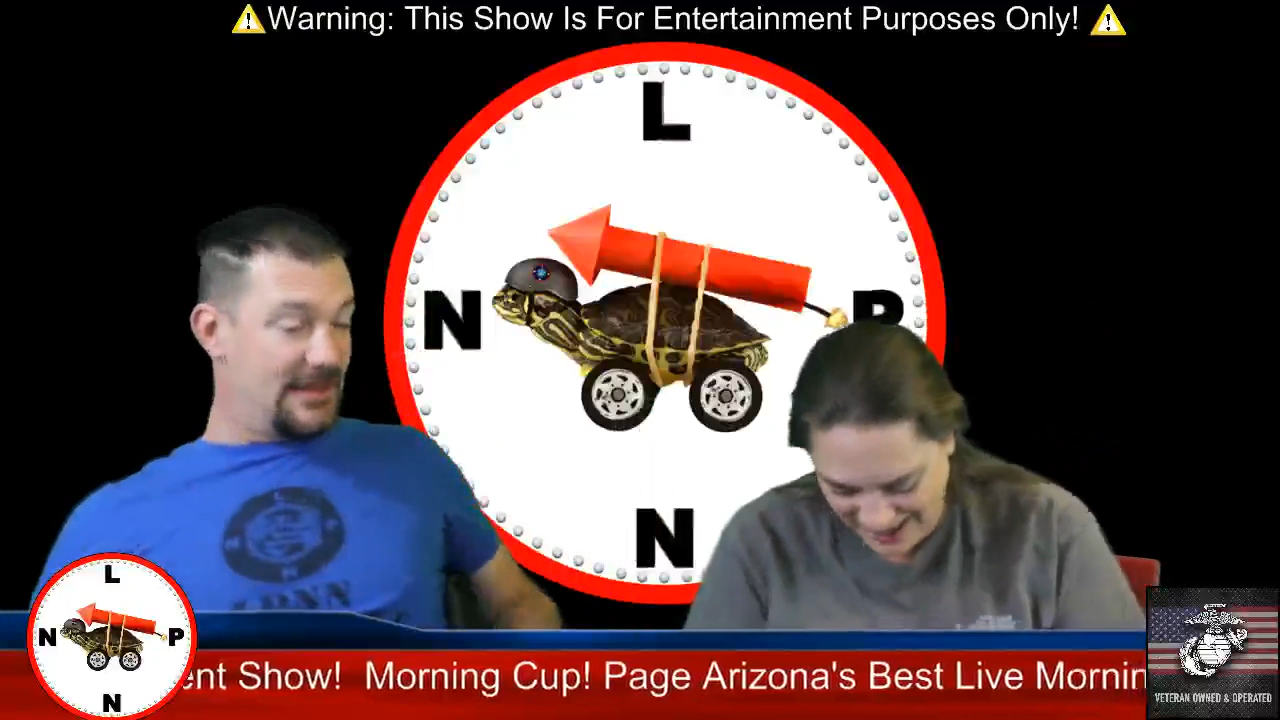 ⚠Warning: This Show Is For Entertainment Purposes Only! ⚠
L
N P
N
LPNN
L
N P
N
ent Show! Morning Cup! Page Arizona's Best Live Mornin
VETERAN OWNED & OPERATED